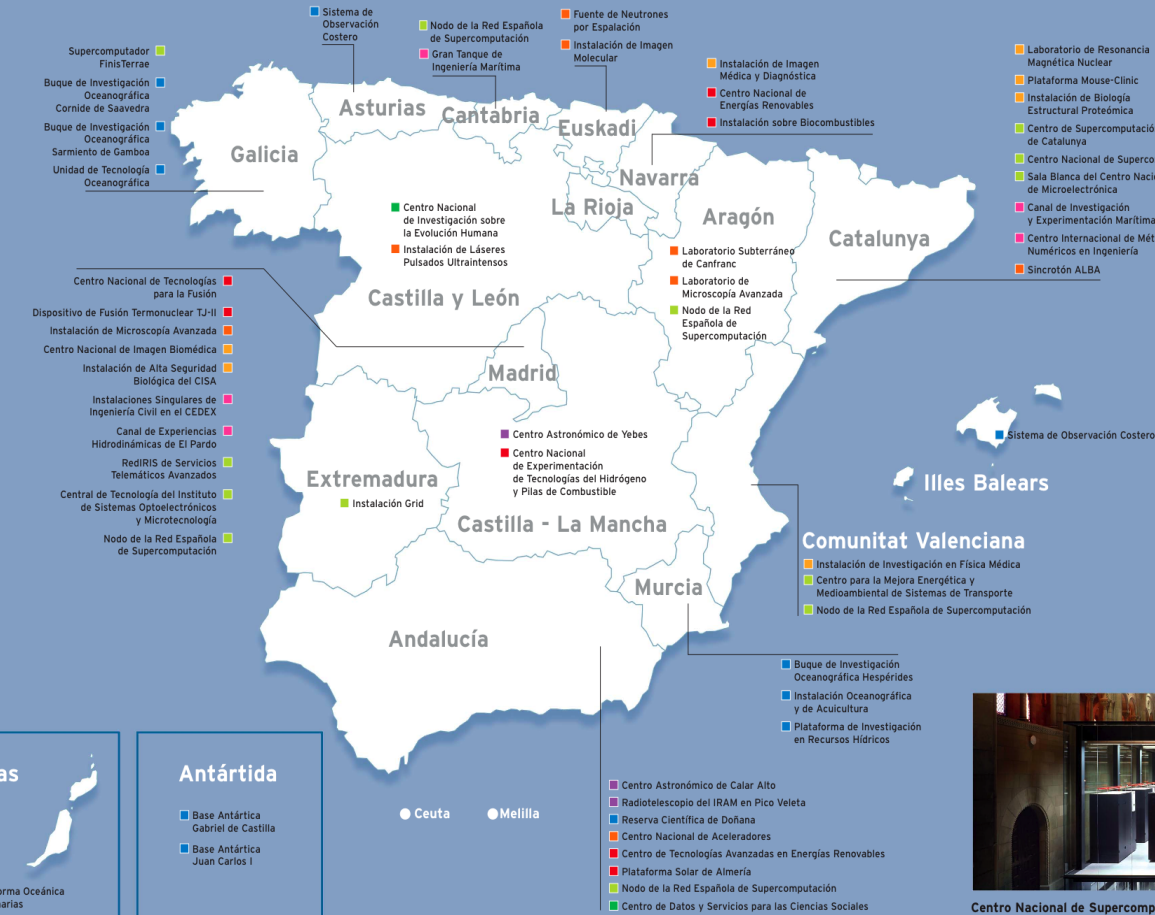 Sistema de
Observación
Costero
Nodo de la Red Española
de Supercomputación
Gran Tanque de
Ingeniería Marítima
Fuente de Neutrones
por Espalación
Instalación de Imagen
Molecular
Instalación de Imagen
Médica y Diagnóstica
Centro Nacional de
Energías Renovables
Instalación sobre Biocombustibles
Laboratorio de Resonancia
Magnética Nuclear
Plataforma Mouse-Clinic
Instalación de Biología
Estructural Proteómica
Centro de Supercomputació
de Catalunya
Centro Nacional de Superco
Sala Blanca del Centro Naci
de Microelectrónica
Canal de Investigación
y Experimentación Marítima
Centro Internacional de Mét
Numéricos en Ingeniería
Sincrotón ALBA
Supercomputador
FinisTerrae
Buque de Investigación
Oceanográfica
Cornide de Saavedra
Buque de Investigación
Oceanográfica
Sarmiento de Gamboa
Unidad de Tecnología
Oceanográfica
Galicia
Asturias
Cantabria
Euskadi
Navarra
La Rioja
Aragón
Catalunya
Centro Nacional
de Investigación sobre
la Evolución Humana
Instalación de Láseres
Pulsados Ultraintensos
Castilla y León
Laboratorio Subterráneo
de Canfranc
Laboratorio de
Microscopía Avanzada
Nodo de la Red
Española de
Supercomputación
Centro Nacional de Tecnologías
para la Fusión
Dispositivo de Fusión Termonuclear TJ-II
Instalación de Microscopía Avanzada
Centro Nacional de Imagen Biomédica
Instalación de Alta Seguridad
Biológica del CISA
Instalaciones Singulares de
Ingeniería Civil en el CEDEX
Canal de Experiencias
Hidrodinámicas de El Pardo
RedIRIS de Servicios
Telemáticos Avanzados
Central de Tecnología del Instituto
de Sistemas Optoelectrónicos
y Microtecnología
Nodo de la Red Española
de Supercomputación
Madrid
Centro Astronómico de Yebes
Centro Nacional
de Experimentación
de Tecnologías del Hidrógeno
y Pilas de Combustible
Castilla - La Mancha
Extremadura
Instalación Grid
Sistema de Observación Costero
Illes Balears
Comunitat Valenciana
Instalación de Investigación en Física Médica
Centro para la Mejora Energética y
Medioambiental de Sistemas de Transporte
Nodo de la Red Española de Supercomputación
Murcia
Andalucía
Buque de Investigación
Oceanográfica Hespérides
Instalación Oceanográfica
y de Acuicultura
Plataforma de Investigación
en Recursos Hídricos
as
orma Oceánica
narias
Antártida
Base Antártica
Gabriel de Castilla
Base Antártica
Juan Carlos I
Ceuta
Melilla
Centro Astronómico de Calar Alto
Radiotelescopio del IRAM en Pico Veleta
Reserva Científica de Doñana
Centro Nacional de Aceleradores
Centro de Tecnologías Avanzadas en Energías Renovables
Plataforma Solar de Almería
Nodo de la Red Española de Supercomputación
Centro de Datos y Servicios para las Ciencias Sociales
Centro Nacional de Supercomp